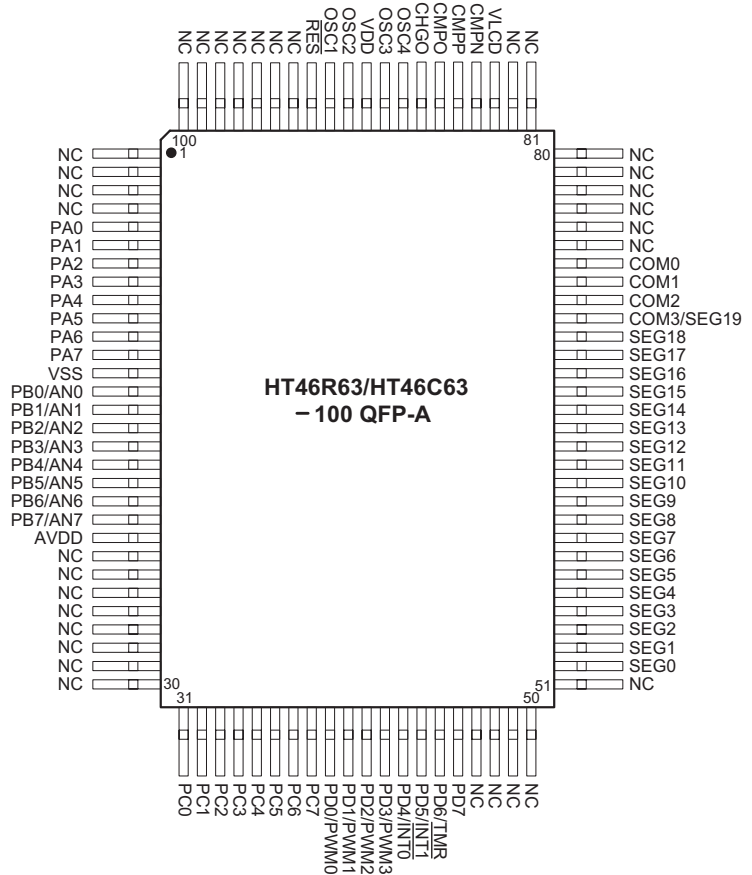 NC
NC
NC
NC
NC
NC
NC
RES
OSC1
OSC2
VDD
OSC3
OSC4
CHGO
CMPO
CMPP
CMPN
VLCD
NC
NC
100
81
1
80
NC
NC
NC
NC
PA0
PA1
PA2
PA3
PA4
PA5
PA6
PA7
VSS
PB0/AN0
PB1/AN1
PB2/AN2
PB3/AN3
PB4/AN4
PB5/AN5
PB6/AN6
PB7/AN7
AVDD
NC
NC
NC
NC
NC
NC
NC
NC
HT46R63/HT46C63
– 100 QFP-A
NC
NC
NC
NC
NC
NC
COM0
COM1
COM2
COM3/SEG19
SEG18
SEG17
SEG16
SEG15
SEG14
SEG13
SEG12
SEG11
SEG10
SEG9
SEG8
SEG7
SEG6
SEG5
SEG4
SEG3
SEG2
SEG1
SEG0
NC
30
51
31
50
PC0
PC1
PC2
PC3
PC4
PC5
PC6
PC7
PD0/PWM0
PD1/PWM1
PD2/PWM2
PD3/PWM3
PD4/INT0
PD5/INT1
PD6/TMR
PD7
NC
NC
NC
NC